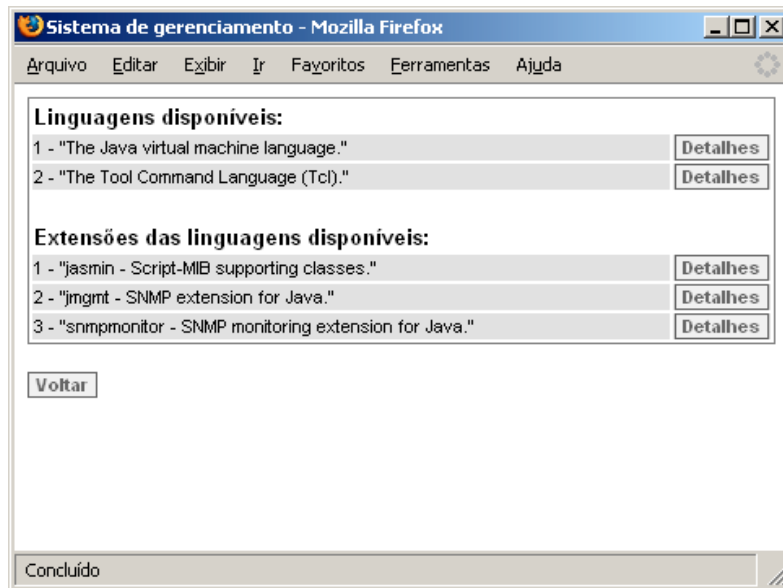 Sistema de gerenciamento - Mozilla Firefox
Arquivo Editar Exibir Ir Favoritos Ferramentas Ajuda
Linguagens disponíveis:
1 - "The Java virtual machine language." Detalhes
2 - "The Tool Command Language (Tcl)." Detalhes
Extensões das linguagens disponíveis:
1 - "jasmin - Script-MIB supporting classes." Detalhes
2 - "jmgmt - SNMP extension for Java." Detalhes
3 - "snmpmonitor - SNMP monitoring extension for Java." Detalhes
Voltar
Concluído